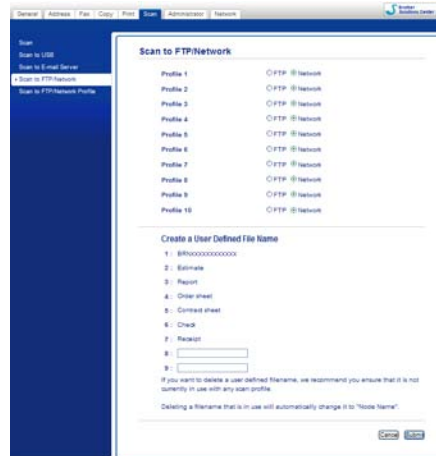 General Address Fax Copy Print Scan Administrator Network
Brother Solutions Center
Scan
Scan to USB
Scan to E-mail Server
Scan to FTP/Network
Scan to FTP/Network Profile
Scan to FTP/Network
Profile 1 FTP Network
Profile 2 FTP Network
Profile 3 FTP Network
Profile 4 FTP Network
Profile 5 FTP Network
Profile 6 FTP Network
Profile 7 FTP Network
Profile 8 FTP Network
Profile 9 FTP Network
Profile 10 FTP Network
Create a User Defined File Name
1 : BRNXXXXXXXXXXXX
2 : Estimate
3 : Report
4 : Order sheet
5 : Contract sheet
6 : Check
7 : Receipt
8 :
9 :
If you want to delete a user defined filename, we recommend you ensure that it is not
currently in use with any scan profile.
Deleting a filename that is in use will automatically change it to "Node Name".
Cancel Submit